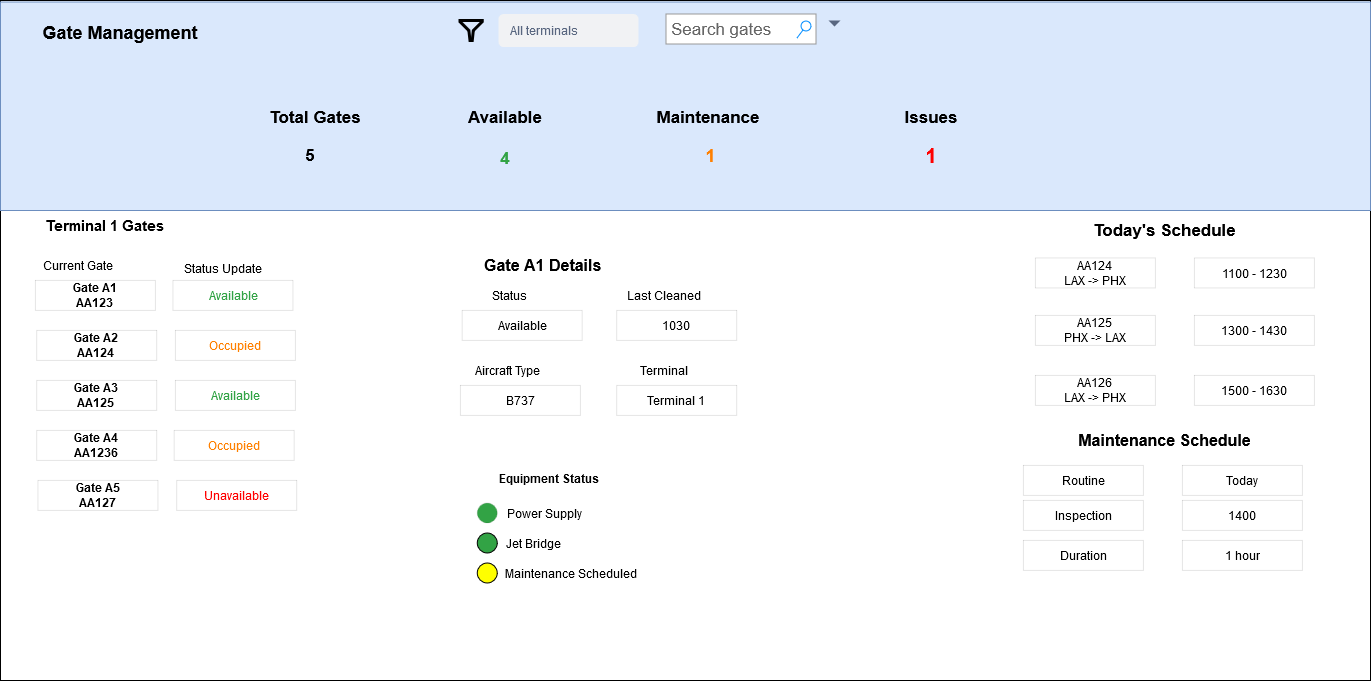 Gate Management
All terminals
Search gates
Total Gates
Available
Maintenance
Issues
5
4
1
1
Terminal 1 Gates
Current Gate
Status Update
Gate A1
AA123
Available
Gate A2
AA124
Occupied
Gate A3
AA125
Available
Gate A4
AA1236
Occupied
Gate A5
AA127
Unavailable
Gate A1 Details
Status
Last Cleaned
Available
1030
Aircraft Type
Terminal
B737
Terminal 1
Equipment Status
Power Supply
Jet Bridge
Maintenance Scheduled
Today's Schedule
AA124
LAX -> PHX
1100 - 1230
AA125
PHX -> LAX
1300 - 1430
AA126
LAX -> PHX
1500 - 1630
Maintenance Schedule
Routine
Today
Inspection
1400
Duration
1 hour